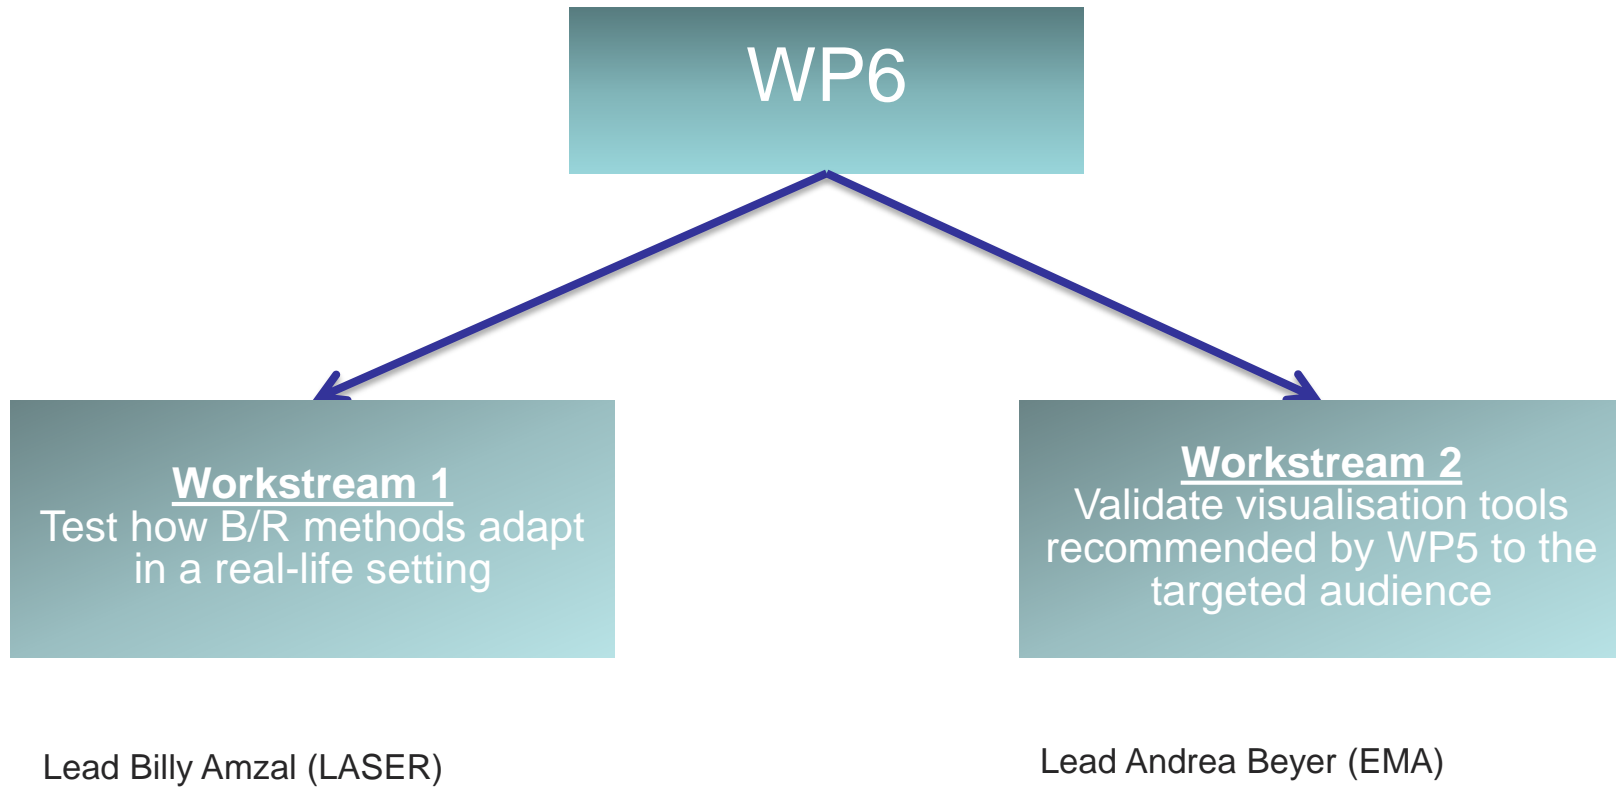 WP6
Workstream 1
Test how B/R methods adapt
in a real-life setting
Workstream 2
Validate visualisation tools
recommended by WP5 to the
targeted audience
Lead Billy Amzal (LASER)
Lead Andrea Beyer (EMA)